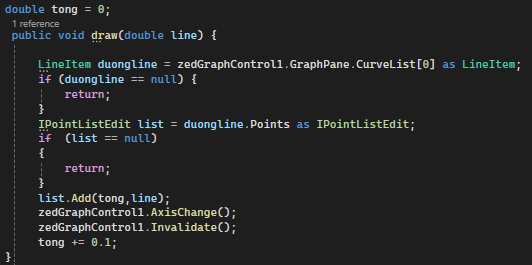 double tong = 0;
1 reference
public void draw(double line) {
LineItem duongline = zedGraphControl1.GraphPane.CurveList[0] as LineItem;
if (duongline == null) {
return;
}
IPointListEdit list = duongline.Points as IPointListEdit;
if  (list == null)
{
return;
}
list.Add(tong,line);
zedGraphControl1.AxisChange();
zedGraphControl1.Invalidate();
tong += 0.1;
}